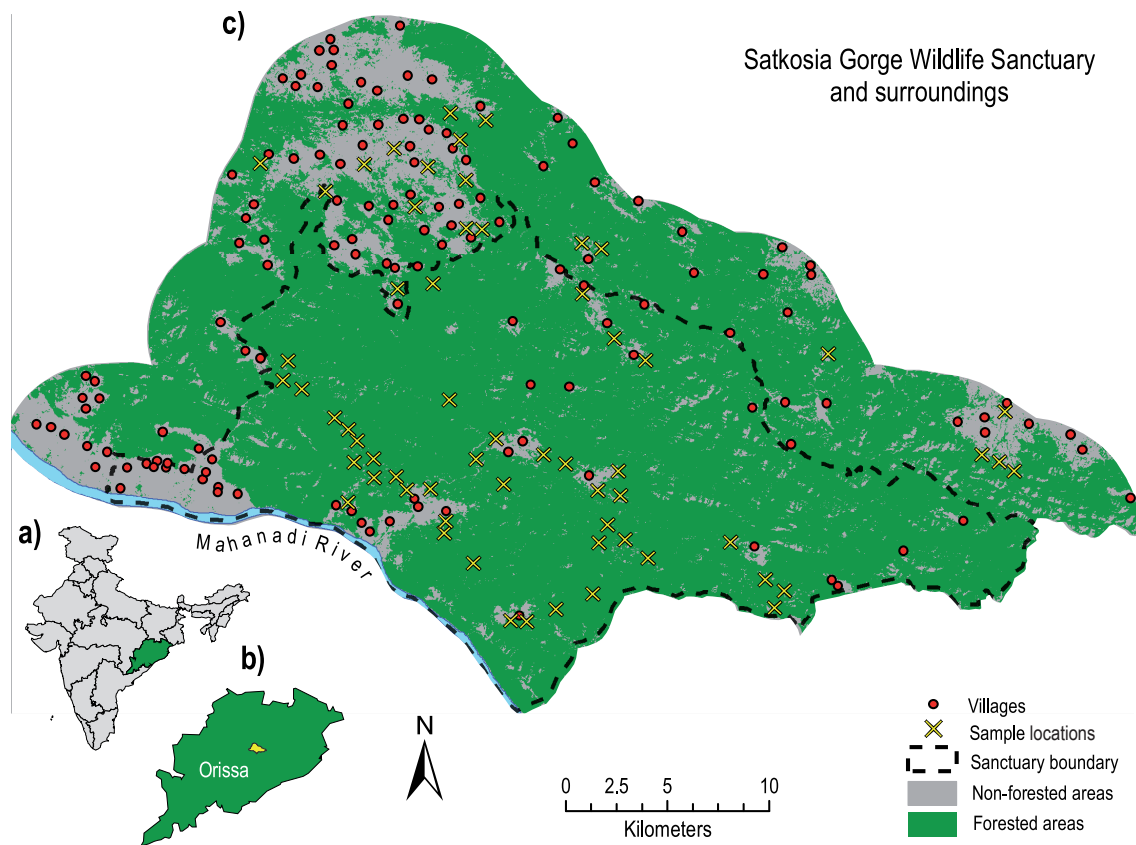 c)
Satkosia Gorge Wildlife Sanctuary
and surroundings
Mahanadi River
a)
b)
Orissa
N
0 2.5 5 10
Kilometers
Villages
Sample locations
Sanctuary boundary
Non-forested areas
Forested areas